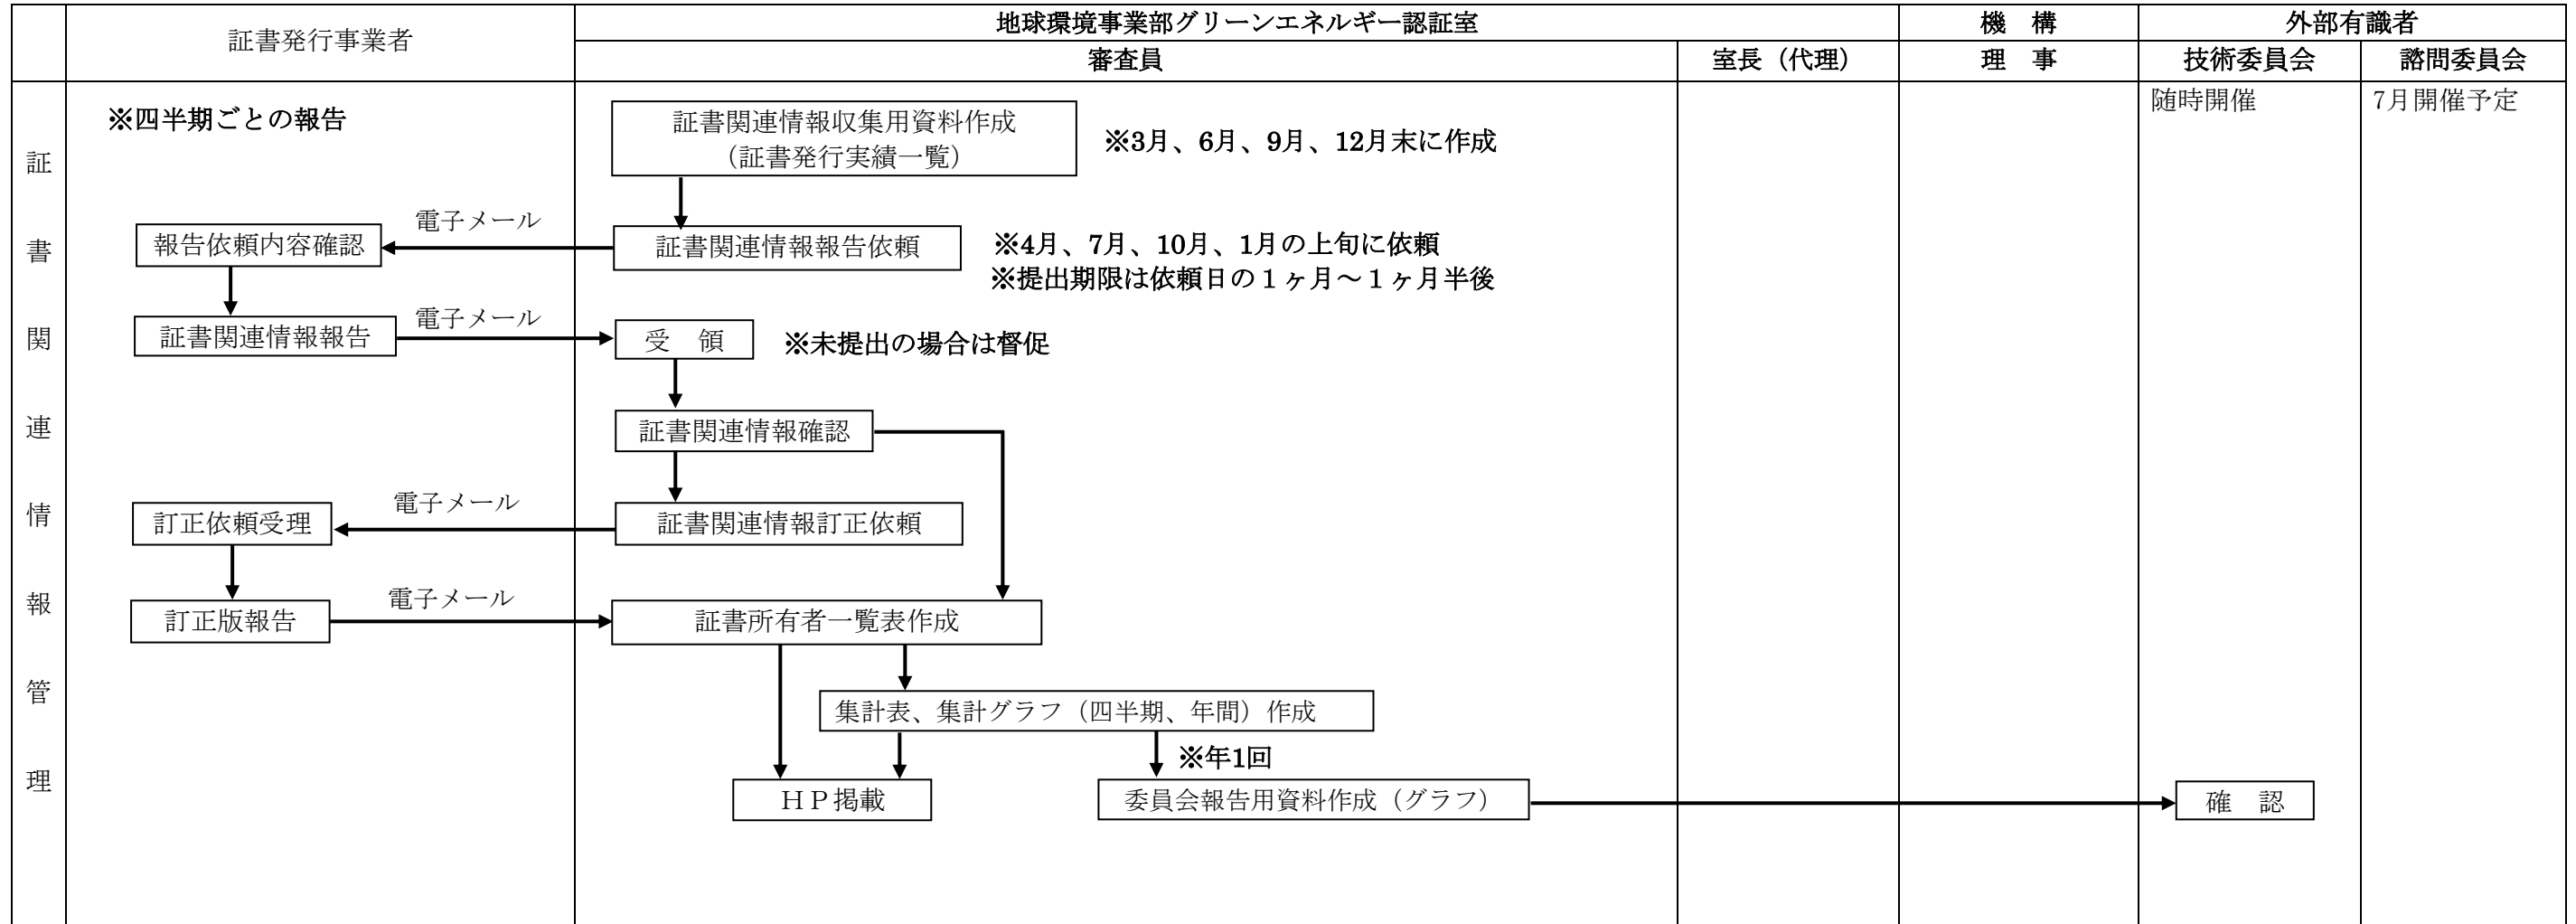 証書発行事業者
地球環境事業部グリーンエネルギー認証室
機　構
外部有識者
審査員
室長（代理）
理　事
技術委員会
諮問委員会
証書関連情報報管理
※四半期ごとの報告
証書関連情報収集用資料作成
（証書発行実績一覧）
※3月、6月、9月、12月末に作成
随時開催
7月開催予定
電子メール
報告依頼内容確認
証書関連情報報告依頼
※4月、7月、10月、1月の上旬に依頼
※提出期限は依頼日の１ヶ月～１ヶ月半後
電子メール
証書関連情報報告
受　領
※未提出の場合は督促
証書関連情報確認
電子メール
訂正依頼受理
証書関連情報訂正依頼
電子メール
訂正版報告
証書所有者一覧表作成
集計表、集計グラフ（四半期、年間）作成
※年1回
ＨＰ掲載
委員会報告用資料作成（グラフ）
確　認